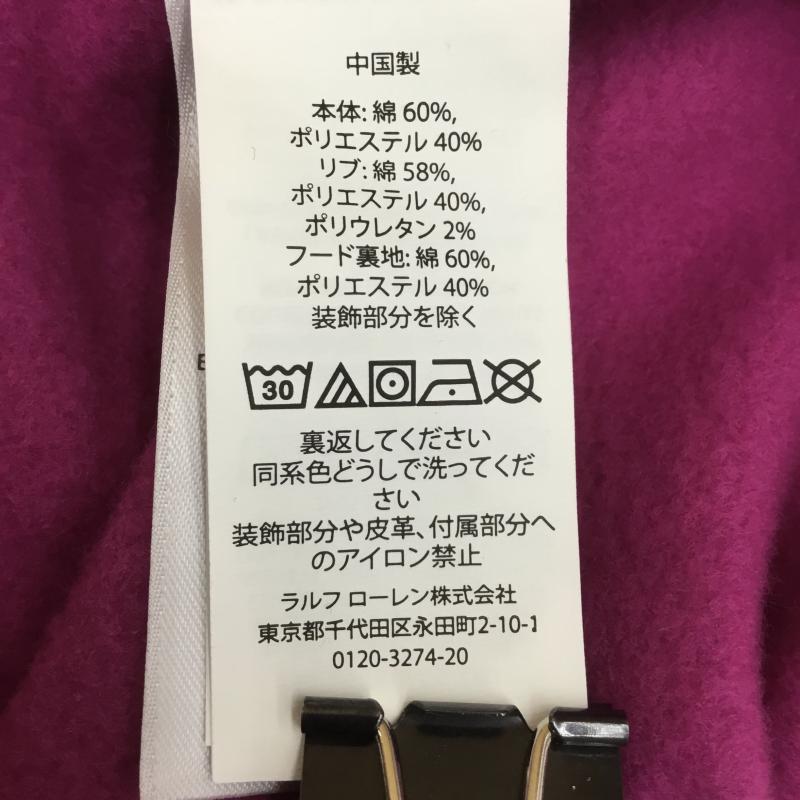 中国製
本体: 綿 60%,
ポリエステル 40%
リブ: 綿 58%,
ポリエステル 40%,
ポリウレタン 2%
フード裏地: 綿 60%,
ポリエステル 40%
装飾部分を除く
30
裏返してください
同系色どうしで洗ってくだ
さい
装飾部分や皮革、付属部分へ
のアイロン禁止
ラルフ ローレン株式会社
東京都千代田区永田町2-10-1
0120-3274-20